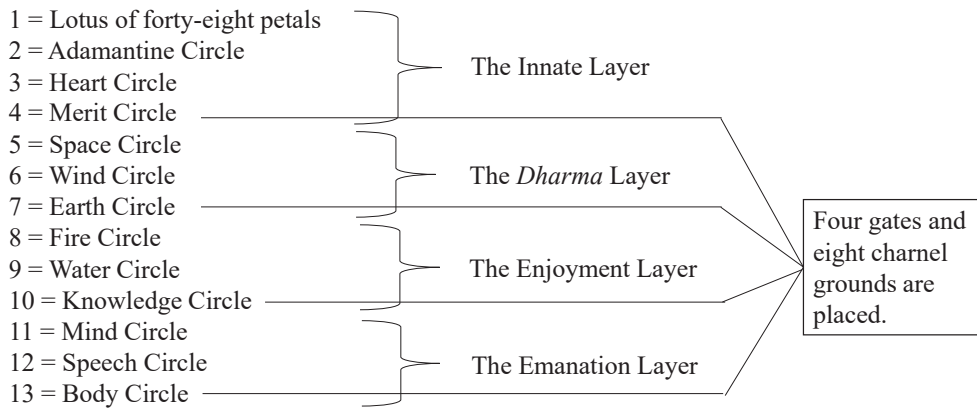 1 = Lotus of forty-eight petals
2 = Adamantine Circle
3 = Heart Circle
4 = Merit Circle
The Innate Layer
5 = Space Circle
6 = Wind Circle
7 = Earth Circle
The Dharma Layer
8 = Fire Circle
9 = Water Circle
10 = Knowledge Circle
The Enjoyment Layer
11 = Mind Circle
12 = Speech Circle
13 = Body Circle
The Emanation Layer
Four gates and
eight charnel
grounds are
placed.